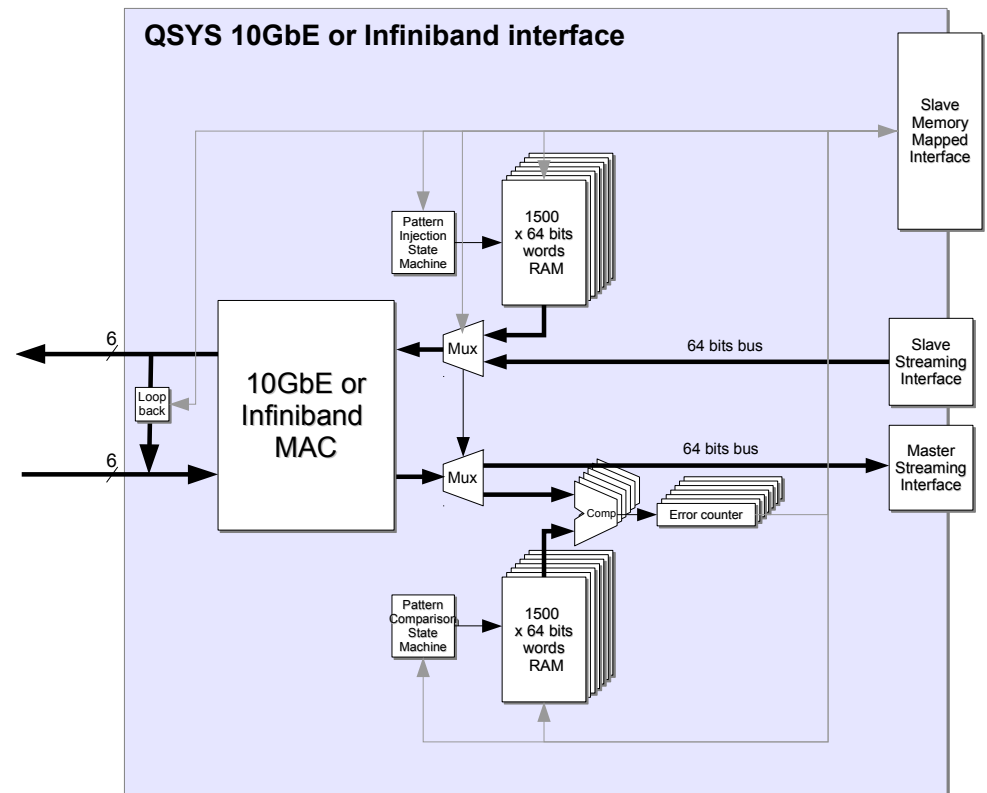 QSYS 10GbE or Infiniband interface
Slave
Memory
Mapped
Interface
Pattern
Injection
State
Machine
1500
x 64 bits
words
RAM
6
Mux
64 bits bus
Slave
Streaming
Interface
Loop
back
10GbE or
Infiniband
MAC
6
Mux
64 bits bus
Master
Streaming
Interface
Comp
Error counter
Pattern
Comparison
State
Machine
1500
x 64 bits
words
RAM